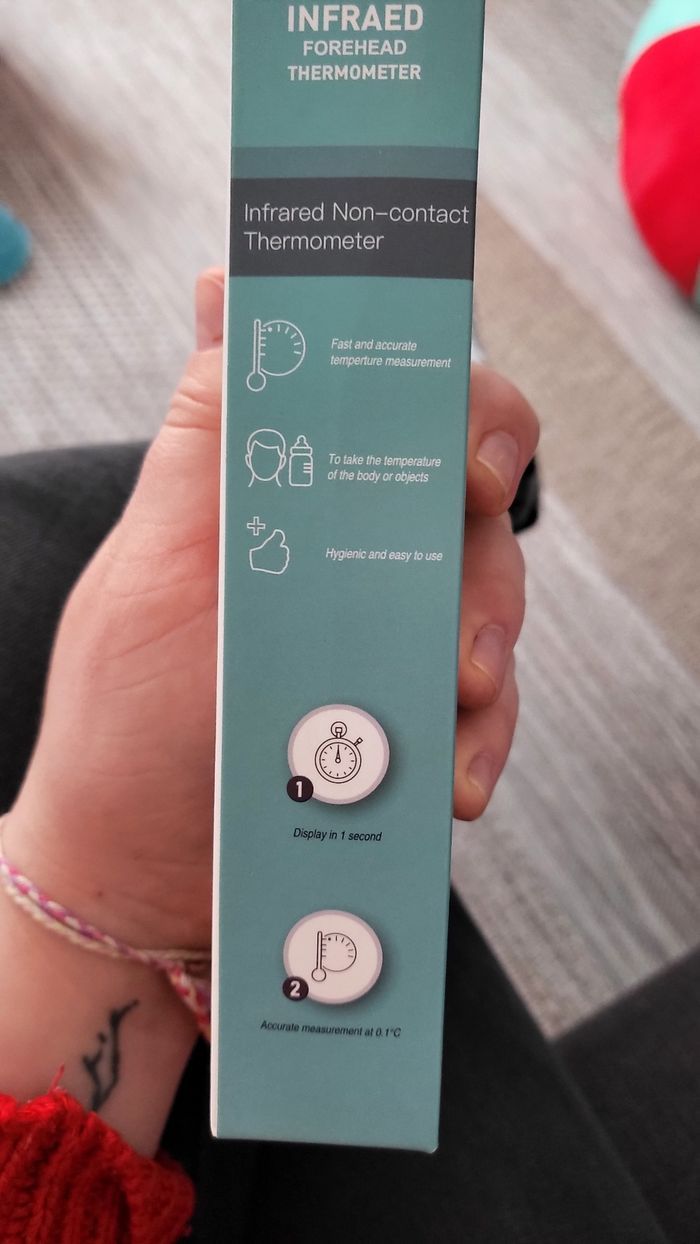 INFRAED
FOREHEAD
THERMOMETER
Infrared Non-contact
Thermometer
Fast and accurate
temperture measurement
To take the temperature
of the body or objects
Hygienic and easy to use
1
Display in 1 second
2
Accurate measurement at 0.1°C